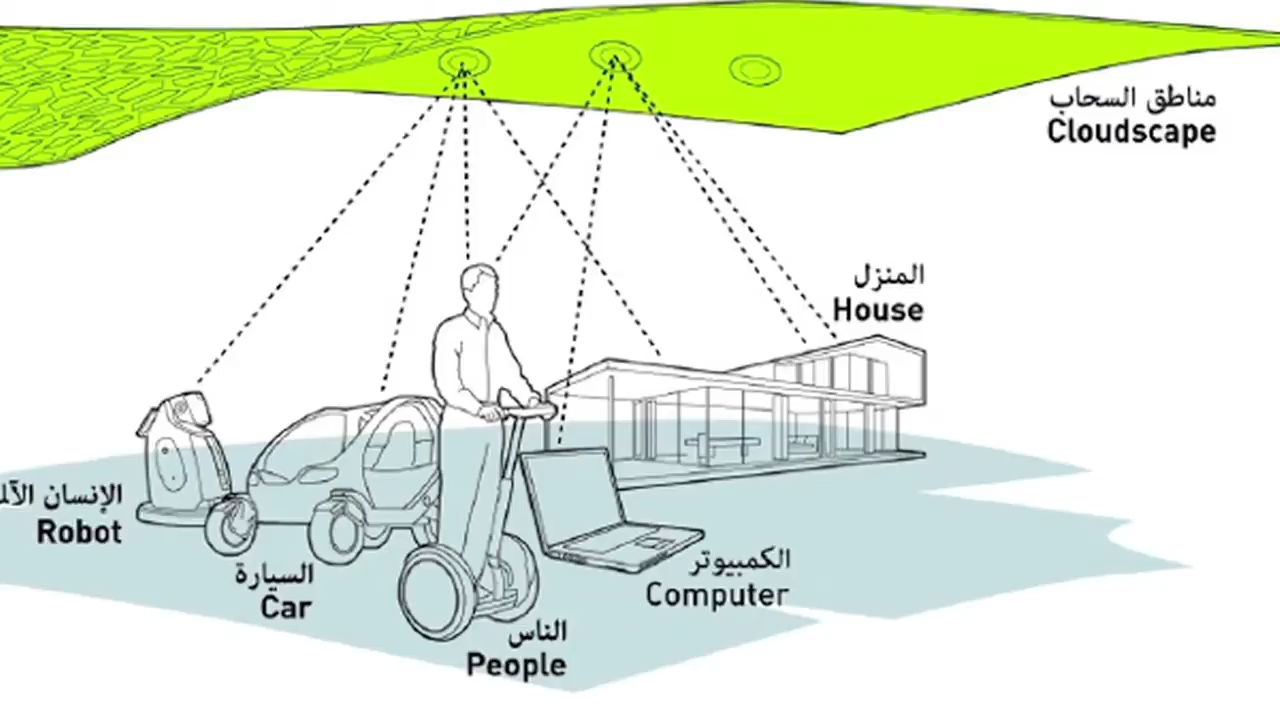 مناطق السحاب
Cloudscape
المنزل
House
الإنسان
Robot
السيارة
Car
الكمبيوتر
Computer
الناس
People